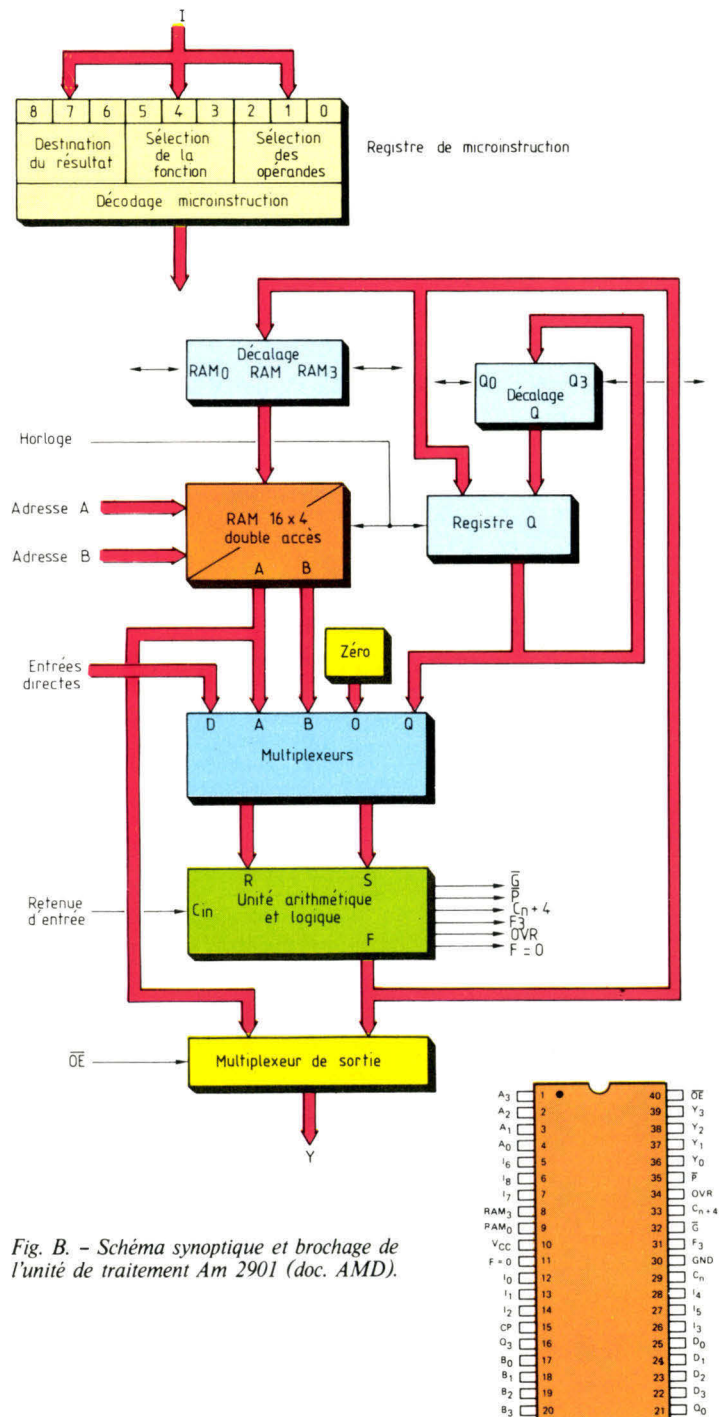 I
8 7 6 5 4 3 2 1 0
Destination
du résultat
Sélection
de la
fonction
Sélection
des
opérandes
Décodage microinstruction
Registre de microinstruction
Décalage
RAM0 RAM RAM3
Q0 Q3
Décalage
Q
Horloge
Adresse A
Adresse B
RAM 16 x 4
double accès
A B
Registre Q
Zéro
Entrées
directes
D A B 0 Q
Multiplexeurs
R S
Retenue
d'entrée
Cin
Unité arithmétique
et logique
F
G̅
P̅
Cn + 4
F3
OVR
F = 0
O̅E̅
Multiplexeur de sortie
Y
A3 1 40 O̅E̅
A2 2 39 Y3
A1 3 38 Y2
A0 4 37 Y1
I6 5 36 Y0
I8 6 35 P̅
I7 7 34 OVR
RAM3 8 33 Cn+4
RAM0 9 32 G̅
VCC 10 31 F3
F = 0 11 30 GND
I0 12 29 Cn
I1 13 28 I4
I2 14 27 I5
CP 15 26 I3
Q3 16 25 D0
B0 17 24 D1
B1 18 23 D2
B2 19 22 D3
B3 20 21 Q0
Fig. B. – Schéma synoptique et brochage de
l'unité de traitement Am 2901 (doc. AMD).